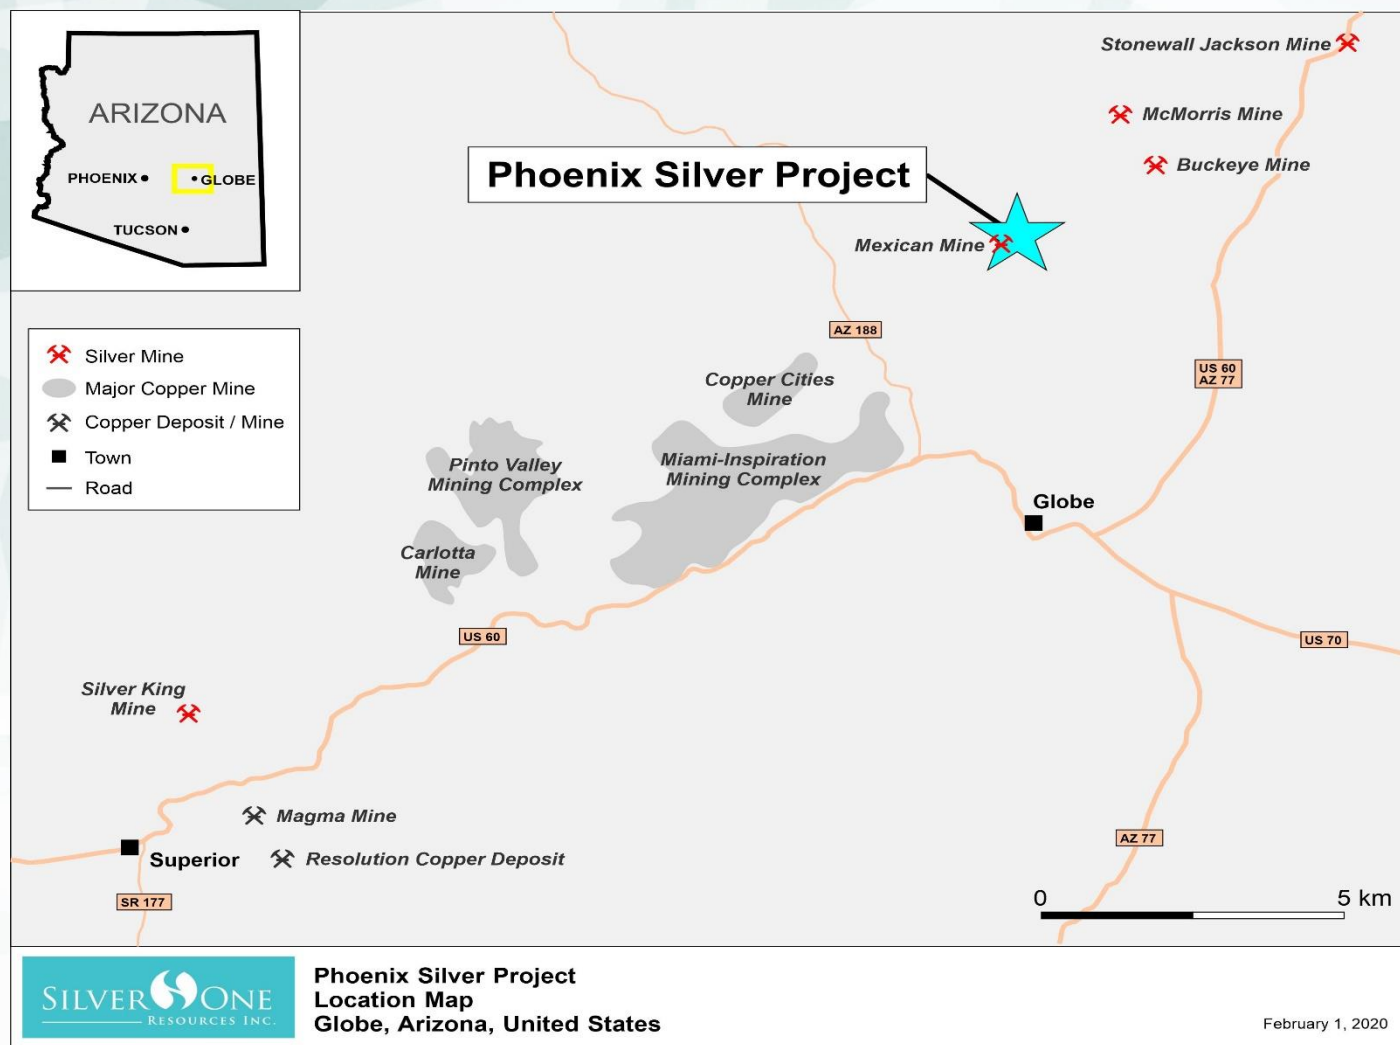 ARIZONA
PHOENIX
GLOBE
TUCSON
Silver Mine
Major Copper Mine
Copper Deposit / Mine
Town
Road
Stonewall Jackson Mine
McMorris Mine
Buckeye Mine
Phoenix Silver Project
Mexican Mine
AZ 188
US 60
AZ 77
Copper Cities
Mine
Pinto Valley
Mining Complex
Miami-Inspiration
Mining Complex
Globe
Carlotta
Mine
US 60
US 70
Silver King
Mine
Magma Mine
Superior
Resolution Copper Deposit
AZ 77
SR 177
0
5 km
SILVER ONE
RESOURCES INC.
Phoenix Silver Project
Location Map
Globe, Arizona, United States
February 1, 2020